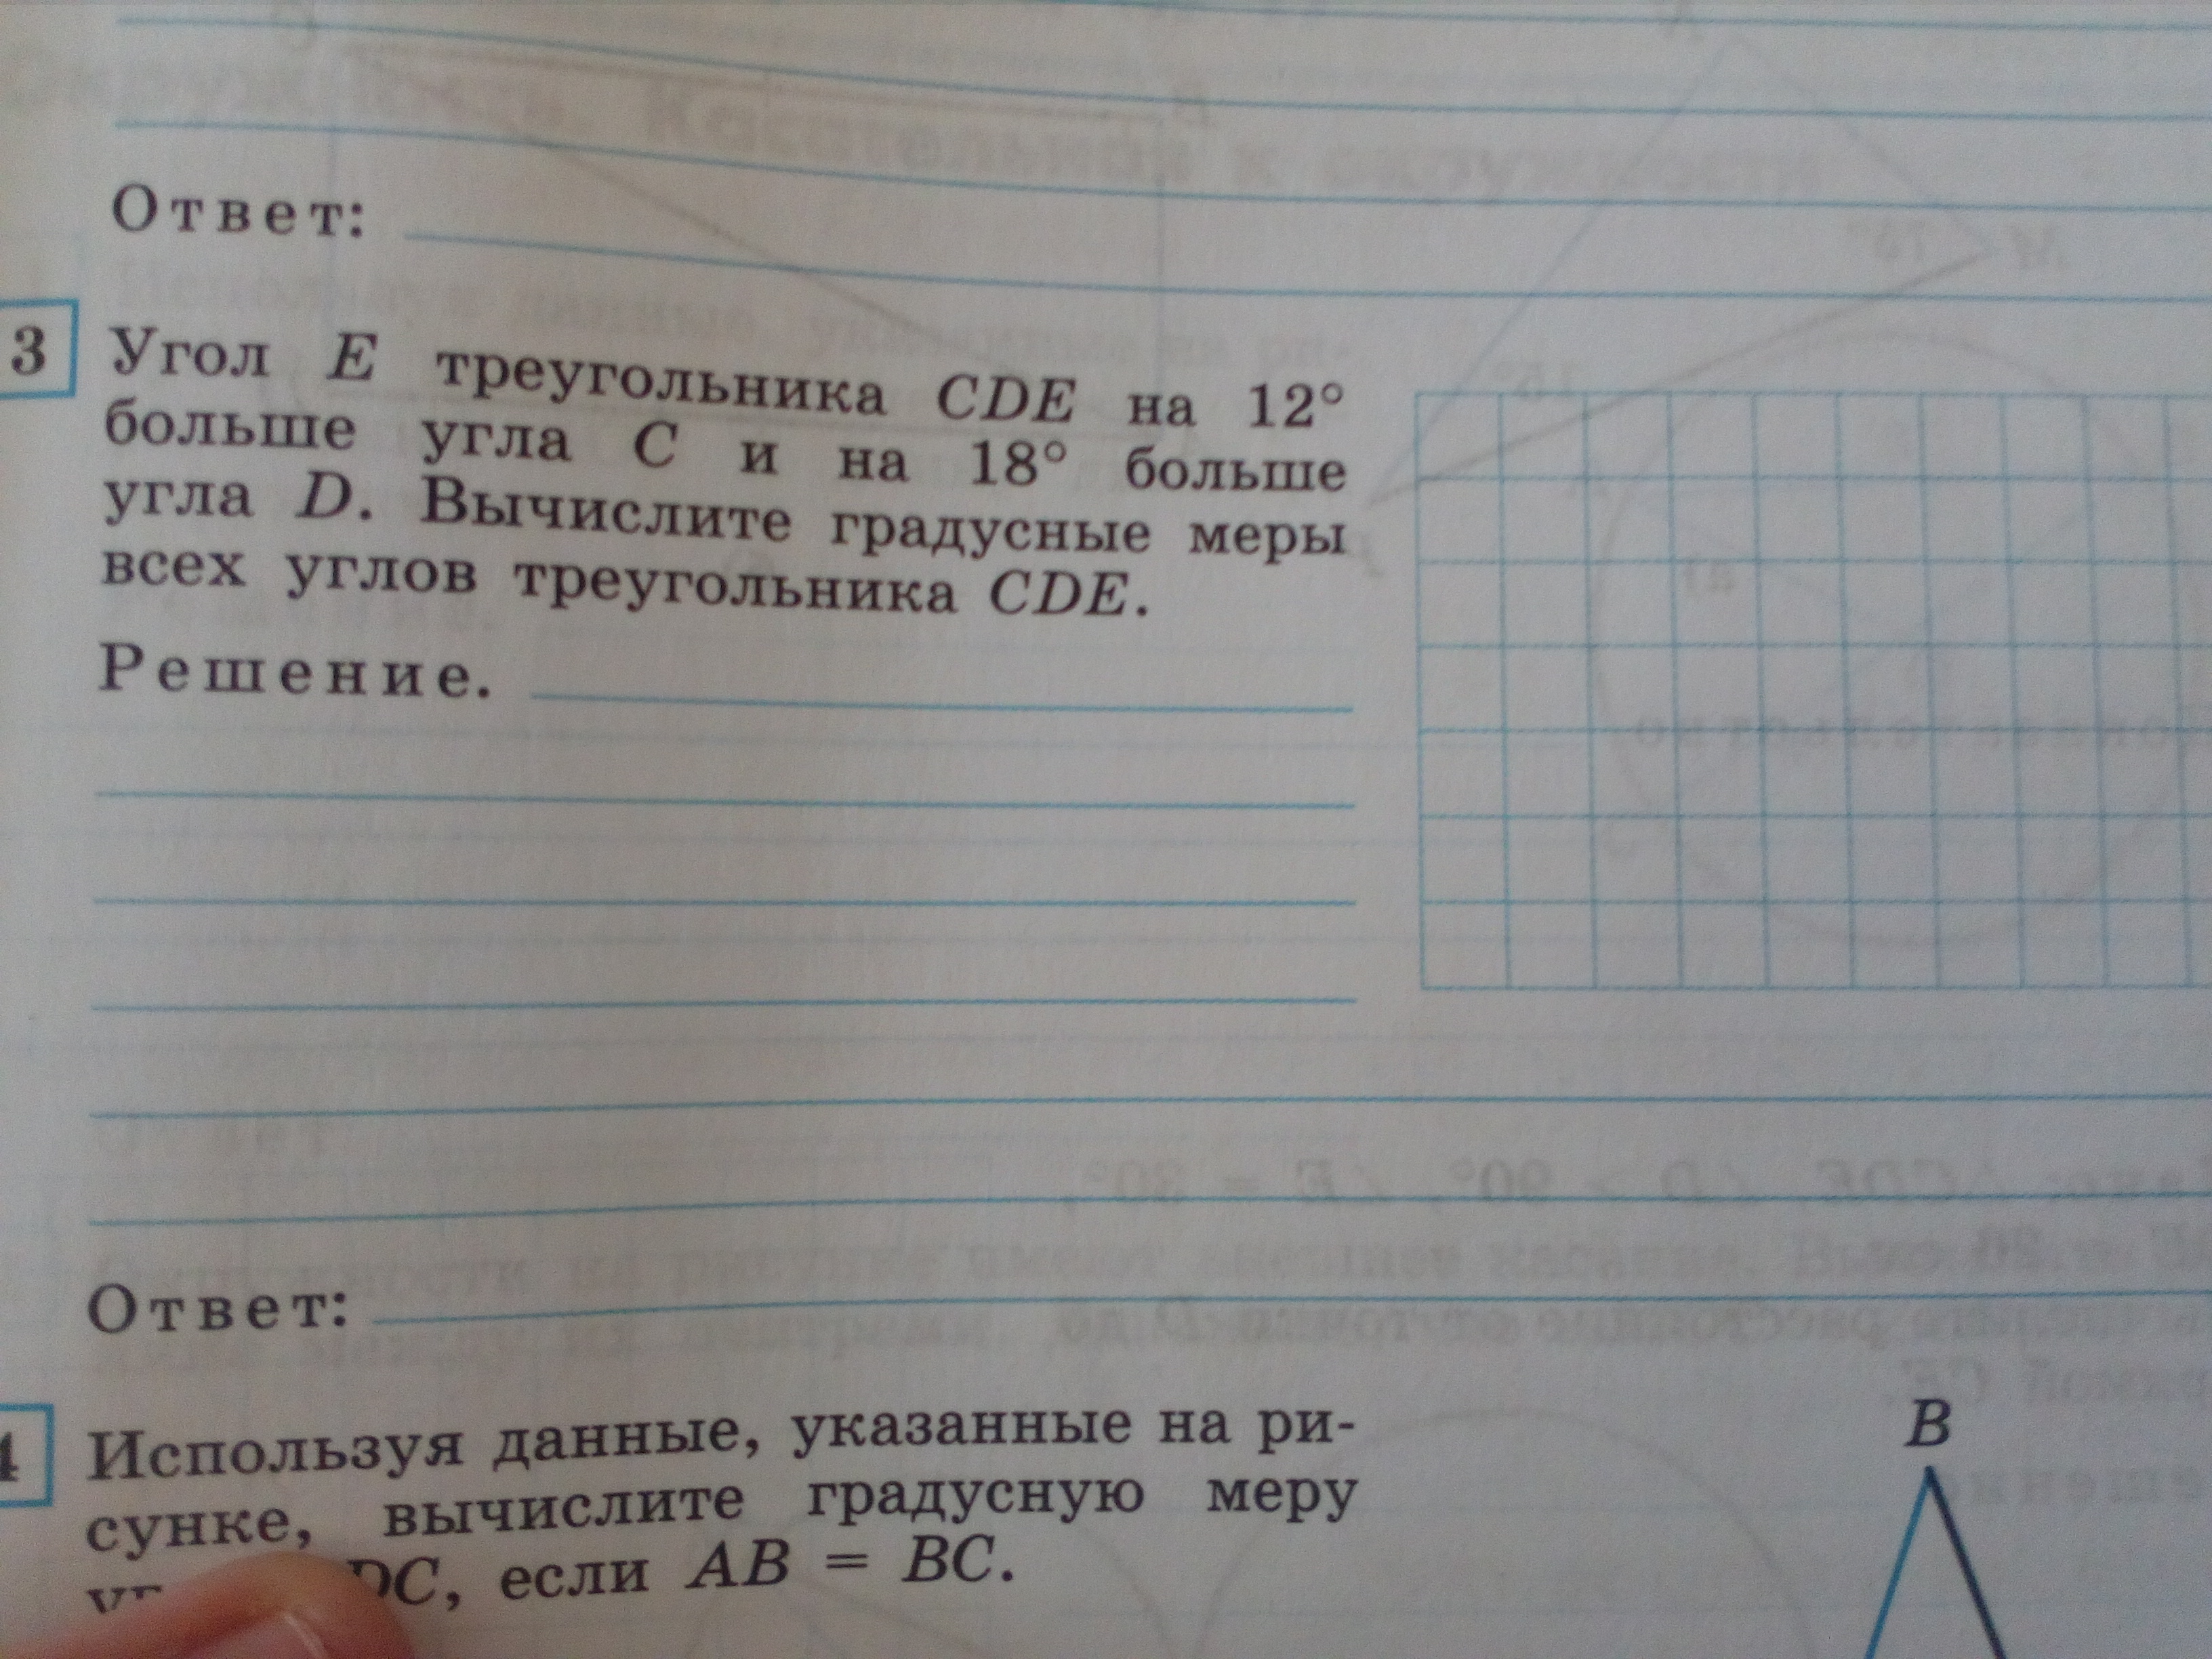 Ответ:
3
Угол E треугольника CDE на 12°
больше угла C и на 18° больше
угла D. Вычислите градусные меры
всех углов треугольника CDE.
Решение.
Ответ:
4
Используя данные, указанные на ри-
сунке, вычислите градусную меру
DC, если AB = BC.
B